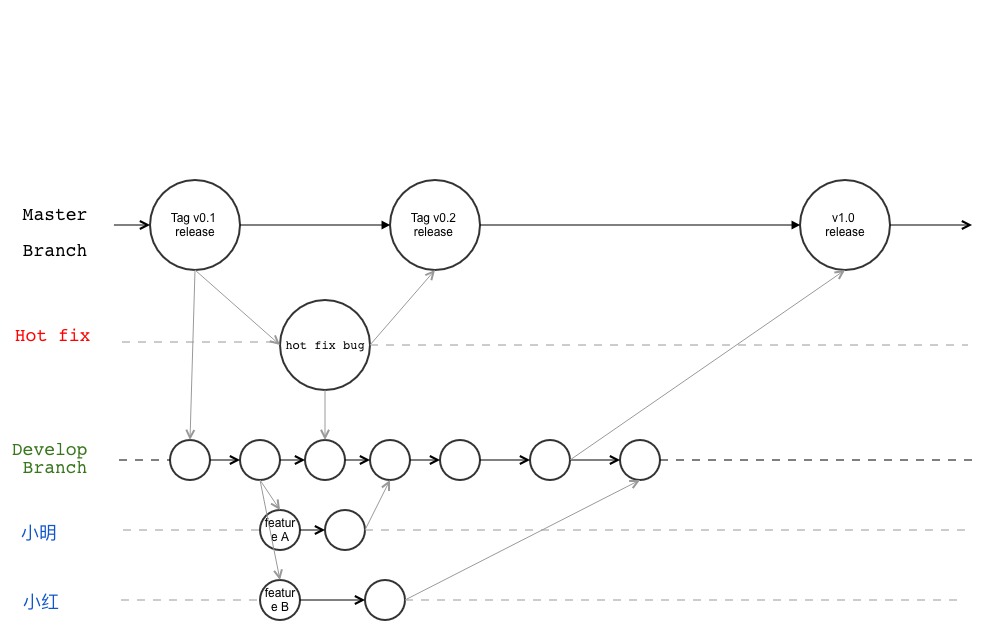 Master
Branch
Tag v0.1
release
Tag v0.2
release
v1.0
release
Hot fix
hot fix bug
Develop
Branch
小明
featur
e A
小红
featur
e B